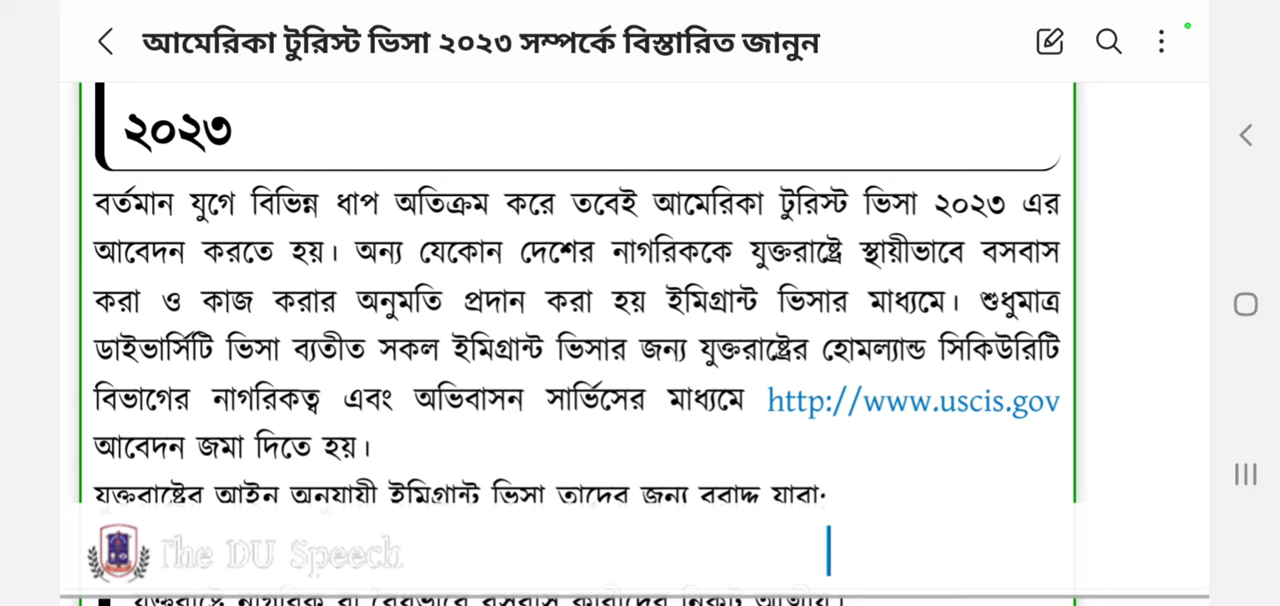 আমেরিকা টুরিস্ট ভিসা ২০২৩ সম্পর্কে বিস্তারিত জানুন
২০২৩
বর্তমান যুগে বিভিন্ন ধাপ অতিক্রম করে তবেই আমেরিকা টুরিস্ট ভিসা ২০২৩ এর
আবেদন করতে হয়। অন্য যেকোন দেশের নাগরিককে যুক্তরাষ্ট্রে স্থায়ীভাবে বসবাস
করা ও কাজ করার অনুমতি প্রদান করা হয় ইমিগ্রান্ট ভিসার মাধ্যমে। শুধুমাত্র
ডাইভার্সিটি ভিসা ব্যতীত সকল ইমিগ্রান্ট ভিসার জন্য যুক্তরাষ্ট্রের হোমল্যান্ড সিকিউরিটি
বিভাগের নাগরিকত্ব এবং অভিবাসন সার্ভিসের মাধ্যমে http://www.uscis.gov
আবেদন জমা দিতে হয়।
যুক্তরাষ্ট্রের আইন অনুযায়ী ইমিগ্রান্ট ভিসা তাদের জন্য বরাদ্দ যারা:
The DU Speech